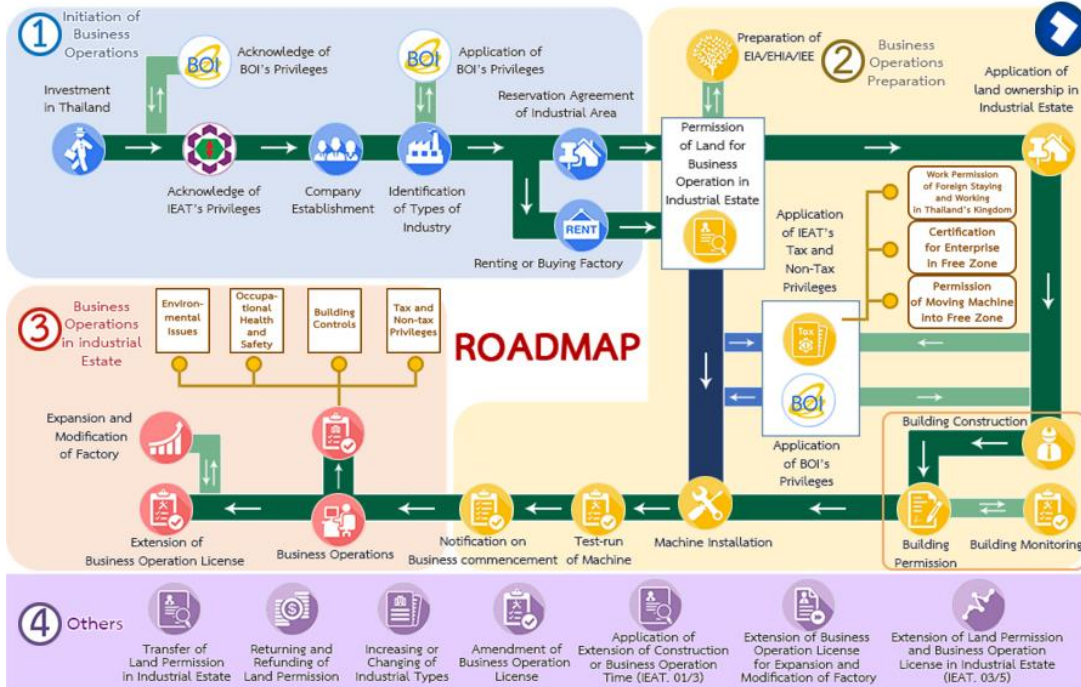 1
Initiation of
Business
Operations
BOI
Acknowledge of
BOI's Privileges
BOI
Application of
BOI's Privileges
Investment
in Thailand
Reservation Agreement
of Industrial Area
Acknowledge of
IEAT's Privileges
Company
Establishment
Identification
of Types of
Industry
RENT
Renting or Buying Factory
Preparation of
EIA/EHIA/IEE
2
Business
Operations
Preparation
Application of
land ownership in
Industrial Estate
Permission
of Land for
Business
Operation in
Industrial Estate
Work Permission
of Foreign Staying
and Working
in Thailand's Kingdom
Application
of IEAT's
Tax and
Non-Tax
Privileges
Certification
for Enterprise
in Free Zone
Permission
of Moving Machine
into Free Zone
Tax
BOI
Application
of BOI's
Privileges
Building Construction
Building
Permission
Building Monitoring
ROADMAP
3
Business
Operations
in industrial
Estate
Environ-
mental
Issues
Occupa-
tional
Health and
Safety
Building
Controls
Tax and
Non-tax
Privileges
Expansion and
Modification
of Factory
Extension of
Business Operation License
Business Operations
Notification on
Business commencement
Test-run
of Machine
Machine Installation
4
Others
Transfer of
Land Permission
in Industrial Estate
Returning and
Refunding of
Land Permission
Increasing or
Changing of
Industrial Types
Amendment of
Business Operation
License
Application of
Extension of Construction
or Business Operation
Time (IEAT. 01/3)
Extension of Business
Operation License
for Expansion and
Modification of Factory
Extension of Land Permission
and Business Operation
License in Industrial Estate
(IEAT. 03/5)